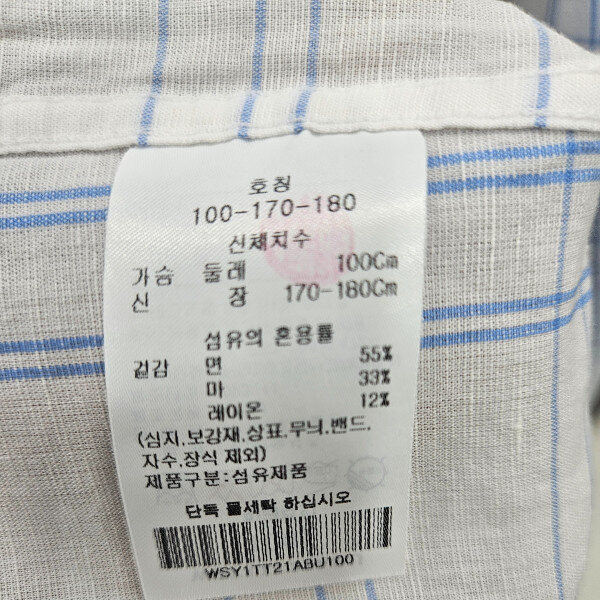 호칭
100-170-180
신체치수
가슴 둘레 100Cm
신 장 170-180Cm
섬유의 혼용률
겉감 면 55%
마 33%
레이온 12%
(심지.보강재.상표.무늬.밴드.
자수.장식 제외)
제품구분:섬유제품
단독 물세탁 하십시오
WSY1TT21ABU100